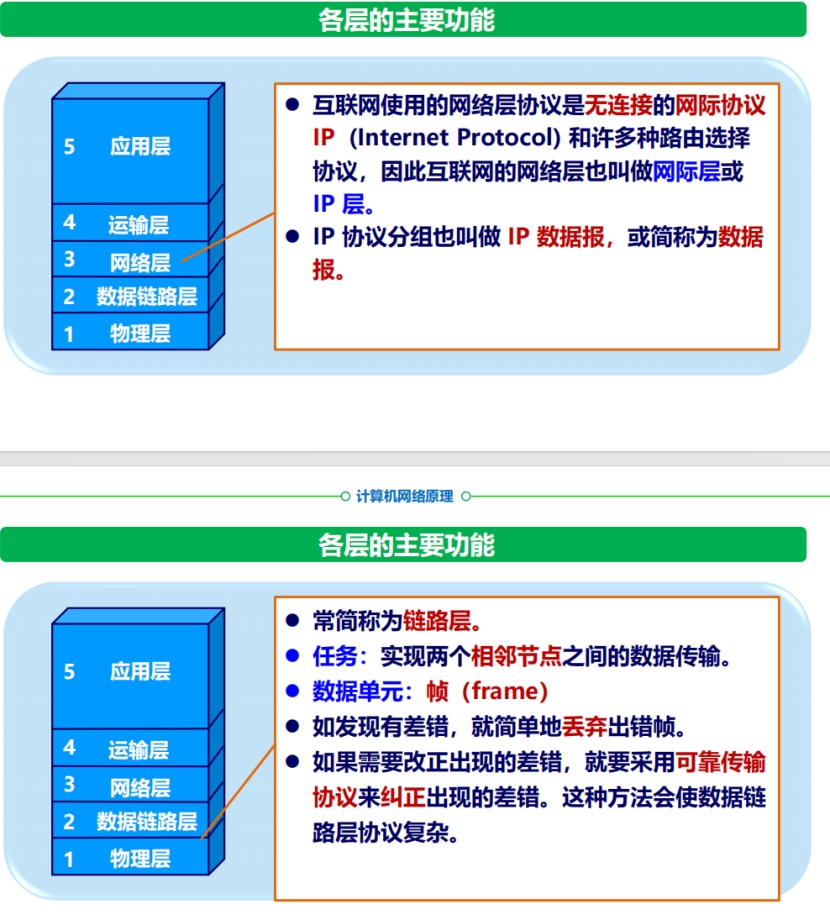 各层的主要功能
5 应用层
4 运输层
3 网络层
2 数据链路层
1 物理层
● 互联网使用的网络层协议是无连接的网际协议
IP（Internet Protocol) 和许多种路由选择
协议，因此互联网的网络层也叫做网际层或
IP 层。
● IP 协议分组也叫做 IP 数据报，或简称为数据
报。
计算机网络原理
各层的主要功能
5 应用层
4 运输层
3 网络层
2 数据链路层
1 物理层
● 常简称为链路层。
● 任务：实现两个相邻节点之间的数据传输。
● 数据单元：帧（frame）
● 如发现有差错，就简单地丢弃出错帧。
● 如果需要改正出现的差错，就要采用可靠传输
协议来纠正出现的差错。这种方法会使数据链
路层协议复杂。